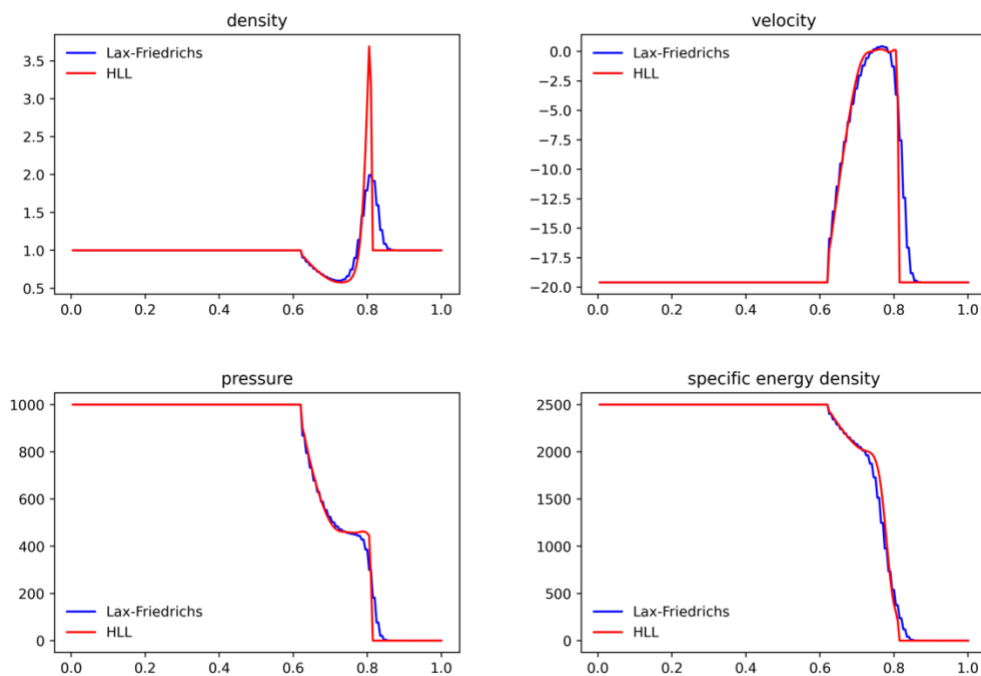 density
3.5
3.0
2.5
2.0
1.5
1.0
0.5
Lax-Friedrichs
HLL
0.0 0.2 0.4 0.6 0.8 1.0
velocity
0.0
−2.5
−5.0
−7.5
−10.0
−12.5
−15.0
−17.5
−20.0
Lax-Friedrichs
HLL
0.0 0.2 0.4 0.6 0.8 1.0
pressure
1000
800
600
400
200
0
Lax-Friedrichs
HLL
0.0 0.2 0.4 0.6 0.8 1.0
specific energy density
2500
2000
1500
1000
500
0
Lax-Friedrichs
HLL
0.0 0.2 0.4 0.6 0.8 1.0